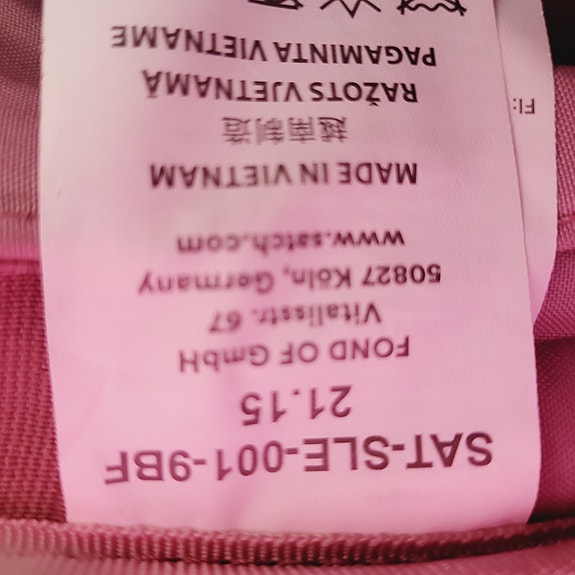 SAT-SLE-001-9BF
21.15
FOND OF GmbH
Vitalisstr. 67
50827 Köln, Germany
www.satch.com
MADE IN VIETNAM
越南制造
RAŽOTS VJETNAMĀ
PAGAMINTA VIETNAME
FI: